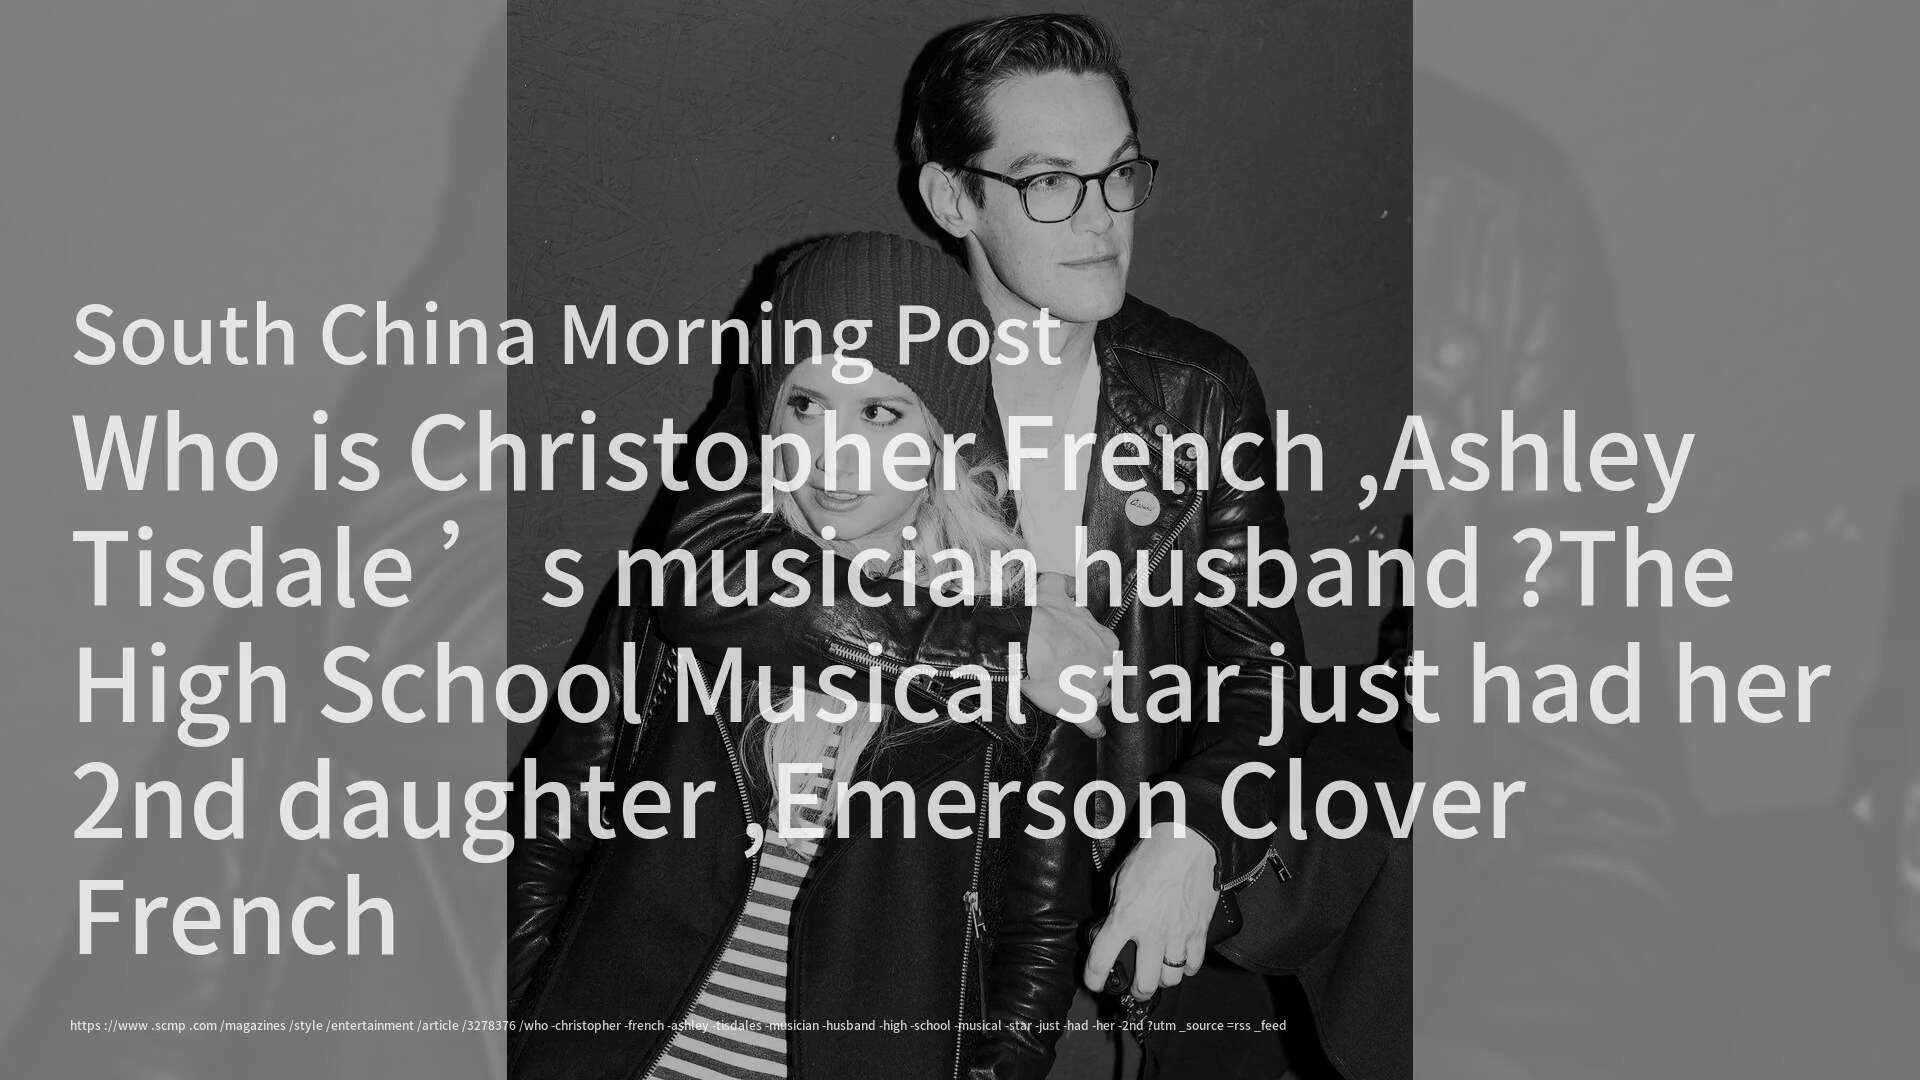 South China Morning Post
Who is Christopher French ,Ashley
Tisdale ’ s musician husband ?The
High School Musical star just had her
2nd daughter ,Emerson Clover
French
https ://www .scmp .com /magazines /style /entertainment /article /3278376 /who -christopher -french -ashley -tisdales -musician -husband -high -school -musical -star -just -had -her -2nd ?utm _source =rss _feed